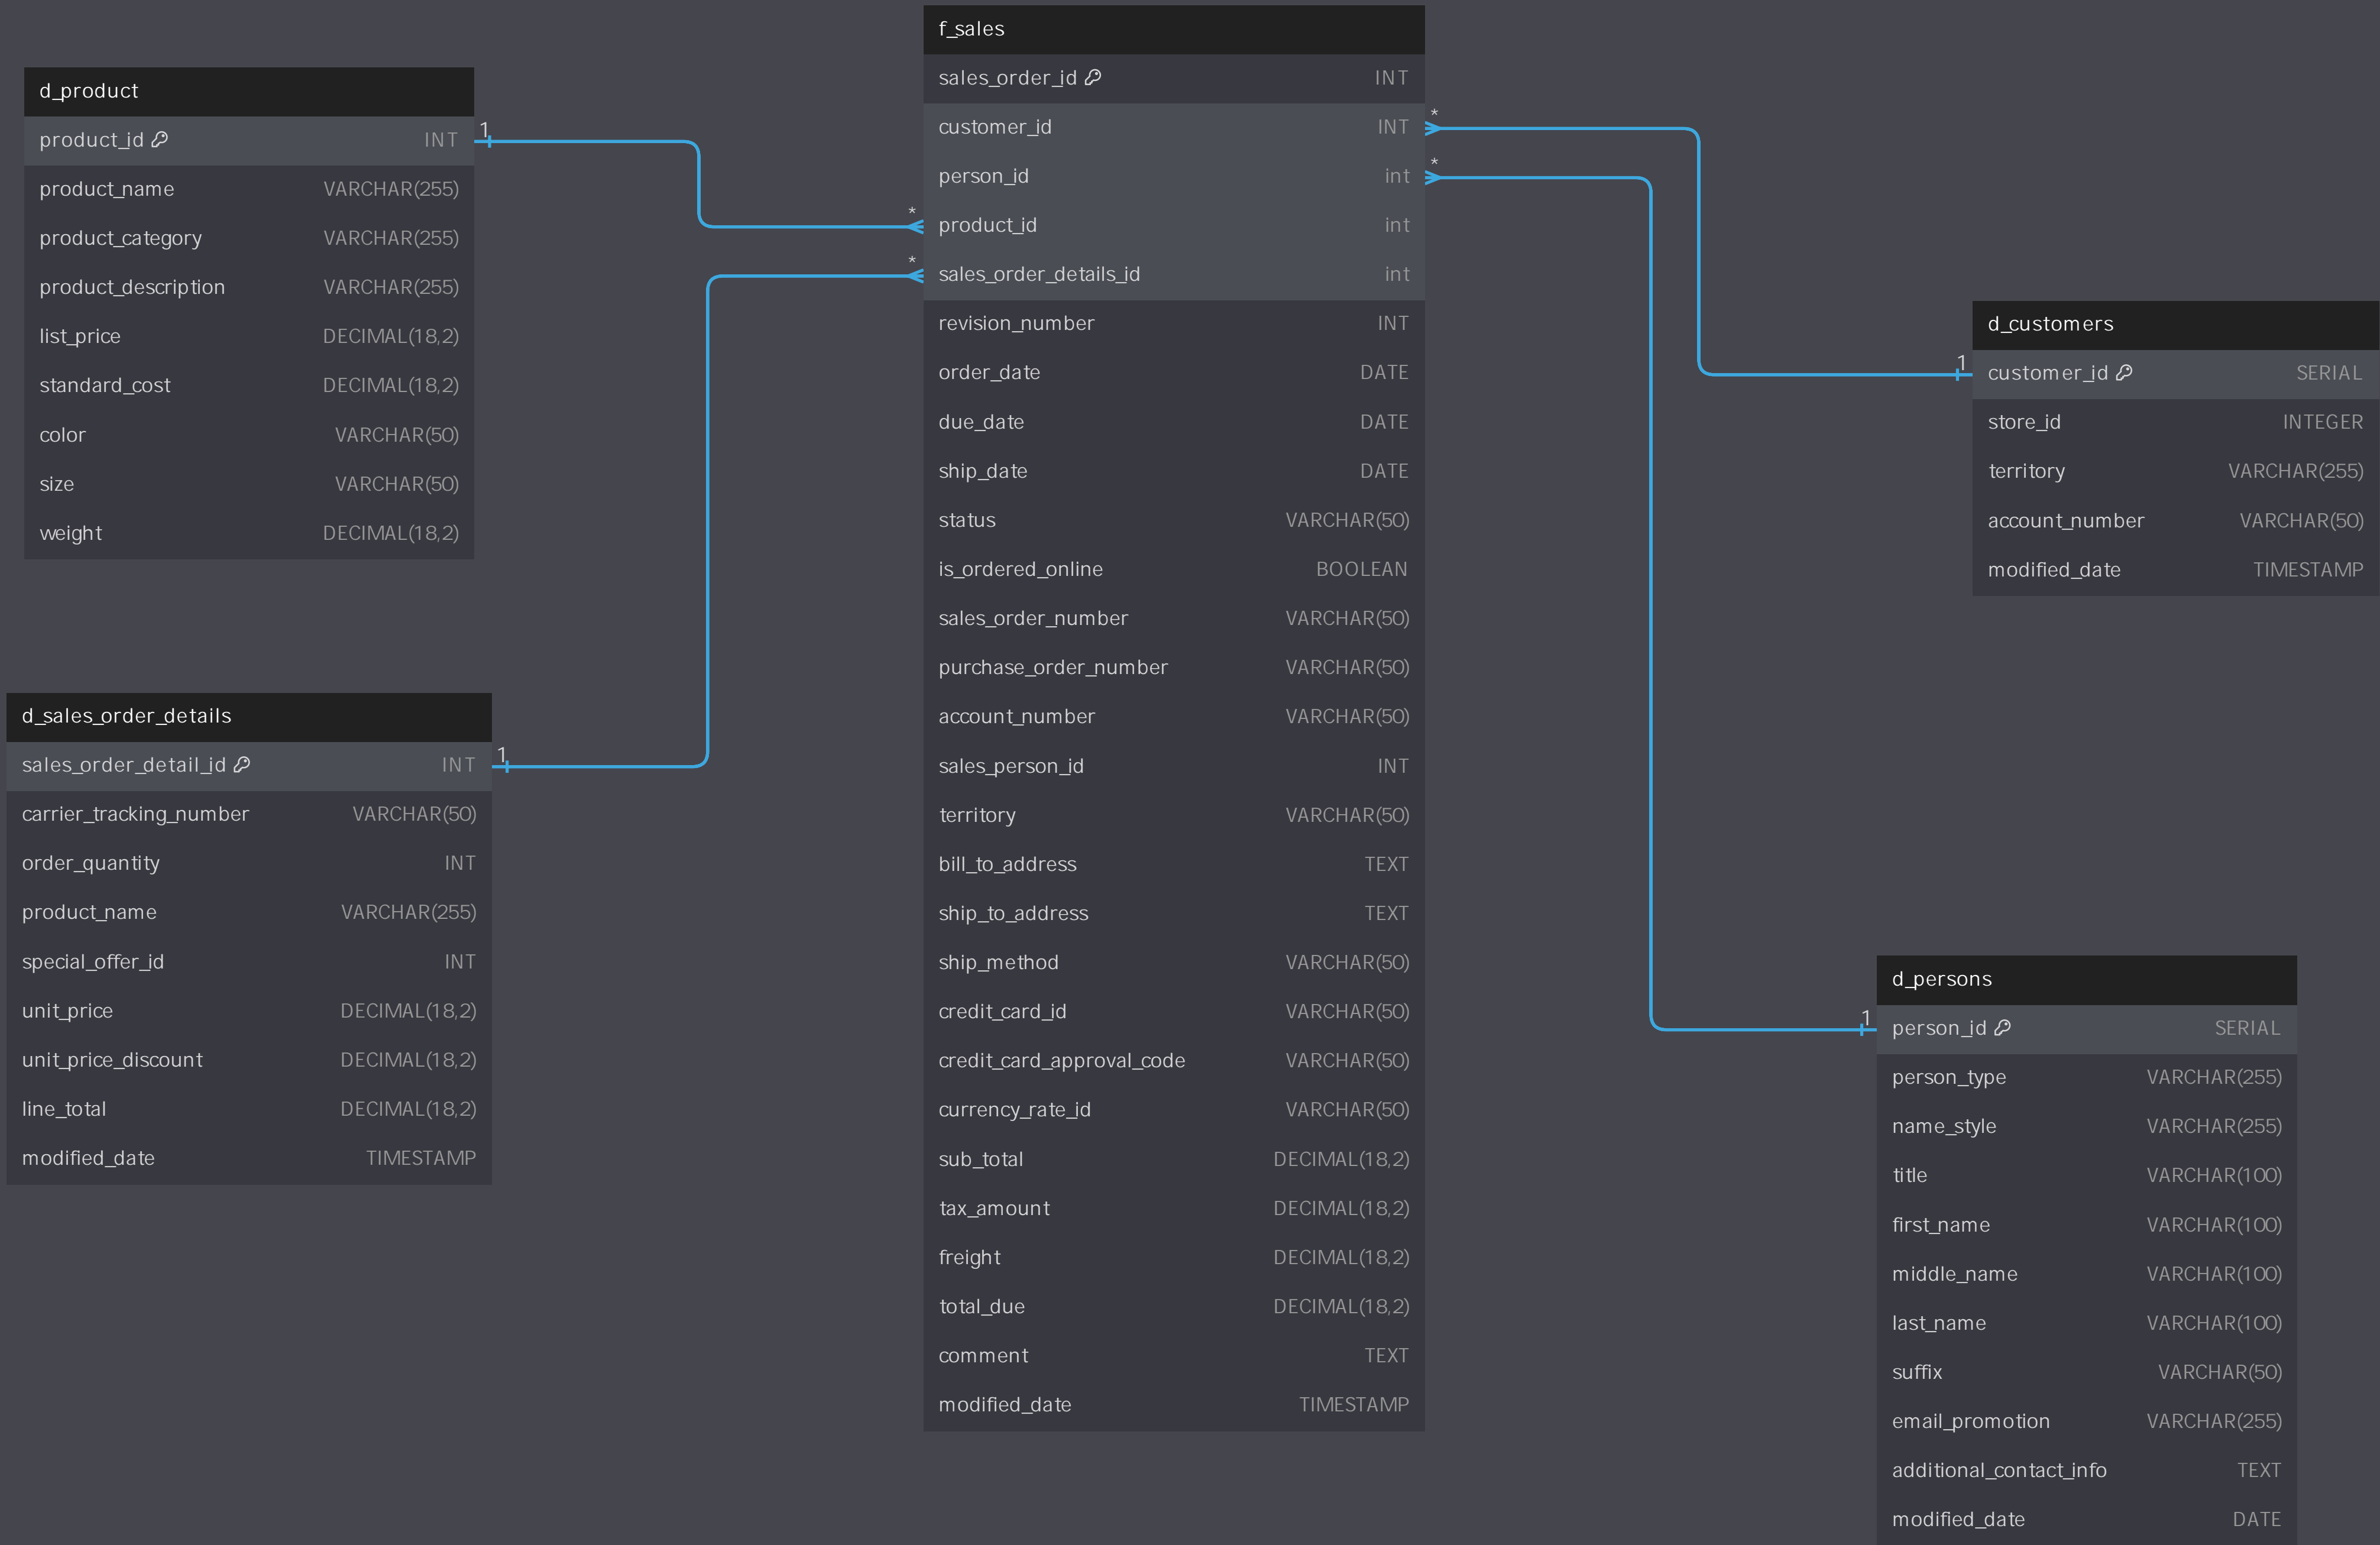 f_sales
sales_order_id INT
customer_id INT
person_id int
product_id int
sales_order_details_id int
revision_number INT
order_date DATE
due_date DATE
ship_date DATE
status VARCHAR(50)
is_ordered_online BOOLEAN
sales_order_number VARCHAR(50)
purchase_order_number VARCHAR(50)
account_number VARCHAR(50)
sales_person_id INT
territory VARCHAR(50)
bill_to_address TEXT
ship_to_address TEXT
ship_method VARCHAR(50)
credit_card_id VARCHAR(50)
credit_card_approval_code VARCHAR(50)
currency_rate_id VARCHAR(50)
sub_total DECIMAL(18,2)
tax_amount DECIMAL(18,2)
freight DECIMAL(18,2)
total_due DECIMAL(18,2)
comment TEXT
modified_date TIMESTAMP
d_product
product_id INT
product_name VARCHAR(255)
product_category VARCHAR(255)
product_description VARCHAR(255)
list_price DECIMAL(18,2)
standard_cost DECIMAL(18,2)
color VARCHAR(50)
size VARCHAR(50)
weight DECIMAL(18,2)
1
*
*
*
*
d_customers
customer_id SERIAL
store_id INTEGER
territory VARCHAR(255)
account_number VARCHAR(50)
modified_date TIMESTAMP
1
d_sales_order_details
sales_order_detail_id INT
carrier_tracking_number VARCHAR(50)
order_quantity INT
product_name VARCHAR(255)
special_offer_id INT
unit_price DECIMAL(18,2)
unit_price_discount DECIMAL(18,2)
line_total DECIMAL(18,2)
modified_date TIMESTAMP
1
d_persons
person_id SERIAL
person_type VARCHAR(255)
name_style VARCHAR(255)
title VARCHAR(100)
first_name VARCHAR(100)
middle_name VARCHAR(100)
last_name VARCHAR(100)
suffix VARCHAR(50)
email_promotion VARCHAR(255)
additional_contact_info TEXT
modified_date DATE
1